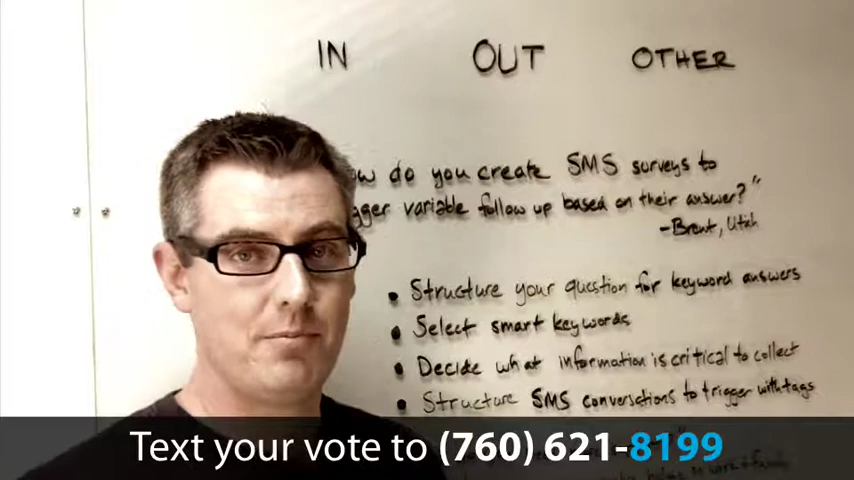 IN OUT OTHER
do you create SMS surveys to
variable follow up based on their answer?"
-Brent, Utah
• Structure your question for keyword answers
• Select smart keywords
• Decide what information is critical to collect
• Structure SMS conversations to trigger with tags
Text your vote to (760) 621-8199